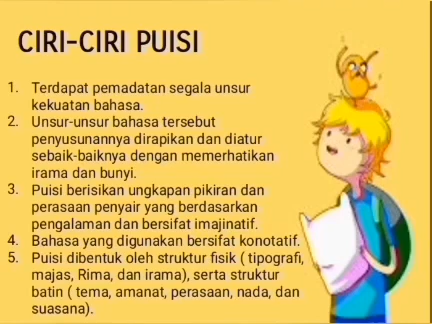 CIRI-CIRI PUISI
1. Terdapat pemadatan segala unsur
kekuatan bahasa.
2. Unsur-unsur bahasa tersebut
penyusunannya dirapikan dan diatur
sebaik-baiknya dengan memerhatikan
irama dan bunyi.
3. Puisi berisikan ungkapan pikiran dan
perasaan penyair yang berdasarkan
pengalaman dan bersifat imajinatif.
4. Bahasa yang digunakan bersifat konotatif.
5. Puisi dibentuk oleh struktur fisik ( tipografi,
majas, Rima, dan irama), serta struktur
batin ( tema, amanat, perasaan, nada, dan
suasana).